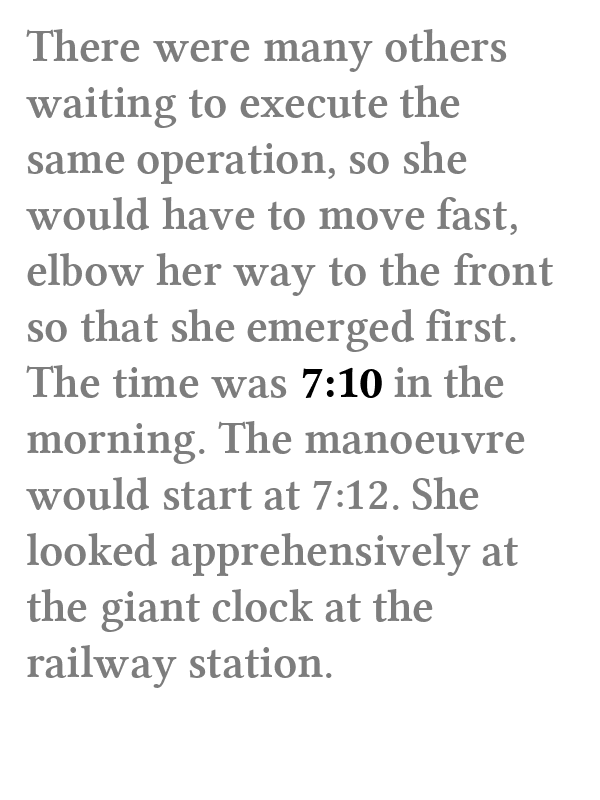 There were many others
waiting to execute the
same operation, so she
would have to move fast,
elbow her way to the front
so that she emerged first.
The time was 7:10 in the
morning. The manoeuvre
would start at 7:12. She
looked apprehensively at
the giant clock at the
railway station.